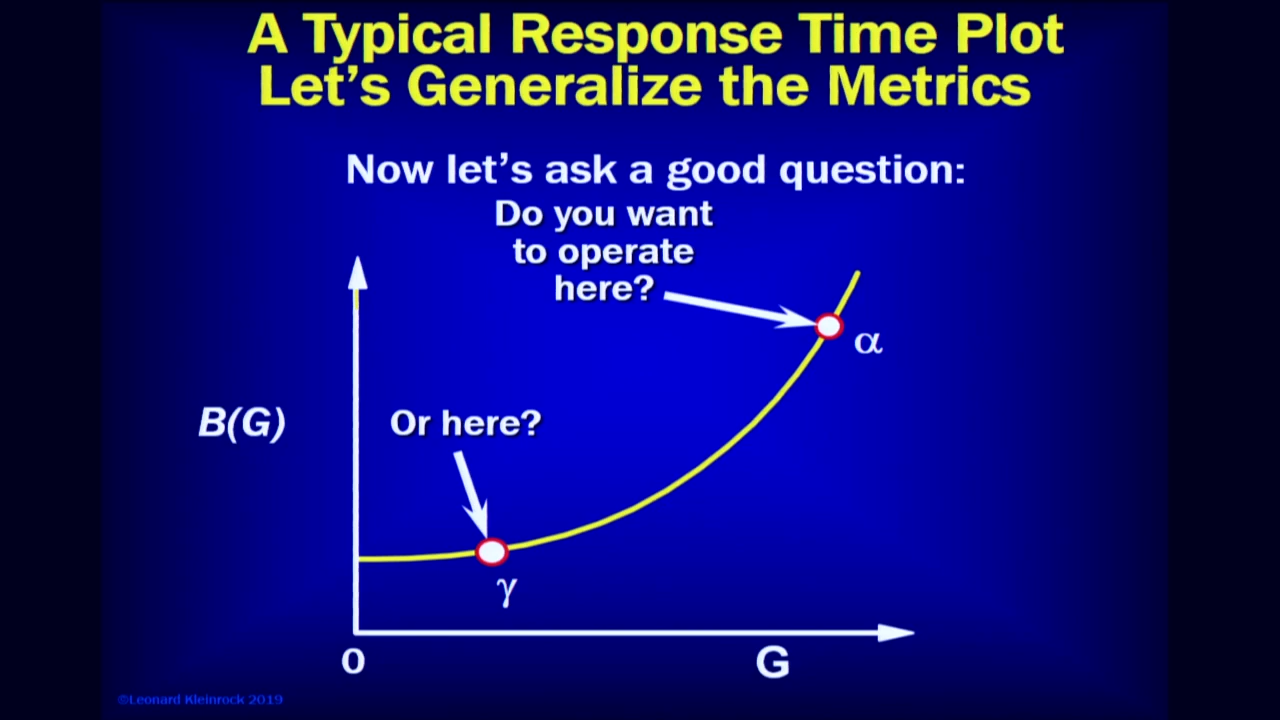 A Typical Response Time Plot
Let's Generalize the Metrics
Now let's ask a good question:
Do you want
to operate
here?
α
B(G)
Or here?
γ
0
G
©Leonard Kleinrock 2019